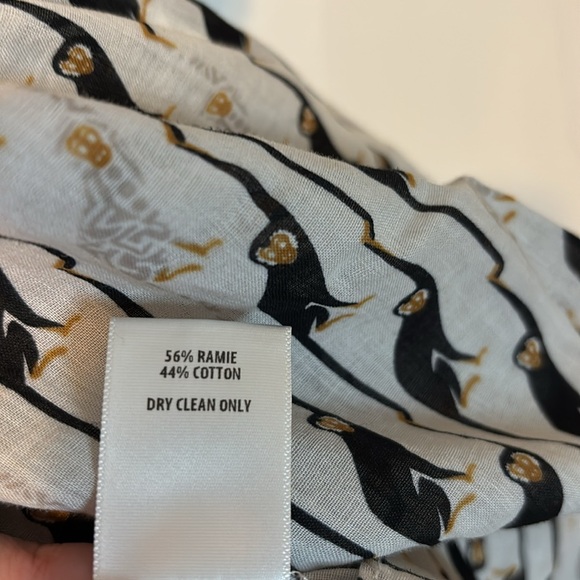 56% RAMIE
44% COTTON
DRY CLEAN ONLY